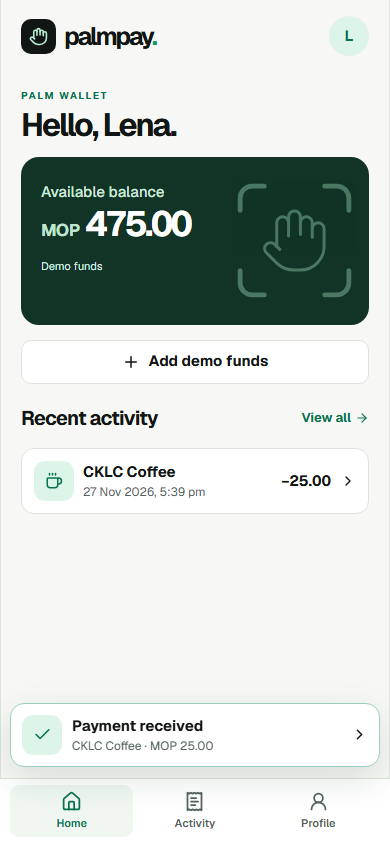 palmpay.
L
PALM WALLET
Hello, Lena.
Available balance
MOP 475.00
Demo funds
Add demo funds
Recent activity
View all
CKLC Coffee
27 Nov 2026, 5:39 pm
−25.00
Payment received
CKLC Coffee · MOP 25.00
Home
Activity
Profile